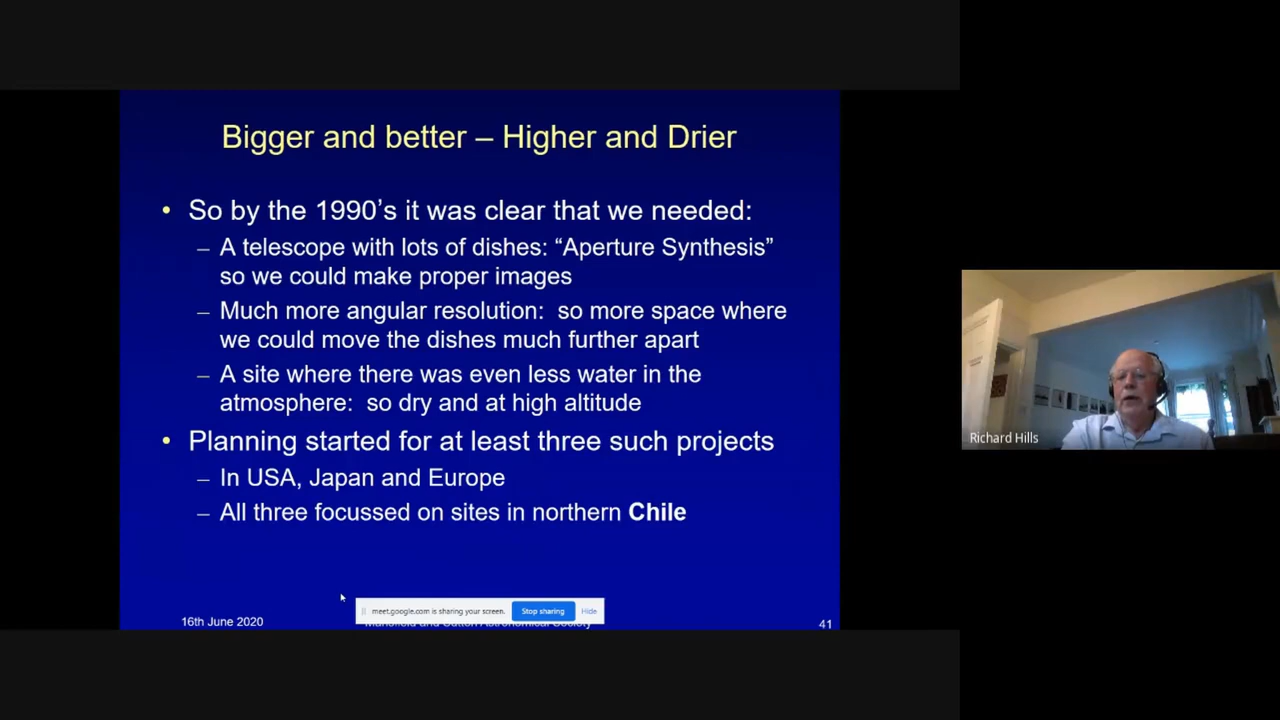 Bigger and better – Higher and Drier
• So by the 1990's it was clear that we needed:
– A telescope with lots of dishes: “Aperture Synthesis”
so we could make proper images
– Much more angular resolution: so more space where
we could move the dishes much further apart
– A site where there was even less water in the
atmosphere: so dry and at high altitude
• Planning started for at least three such projects
– In USA, Japan and Europe
– All three focussed on sites in northern Chile
Richard Hills
meet.google.com is sharing your screen. Stop sharing Hide
16th June 2020 Mansfield and Sutton Astronomical Society 41